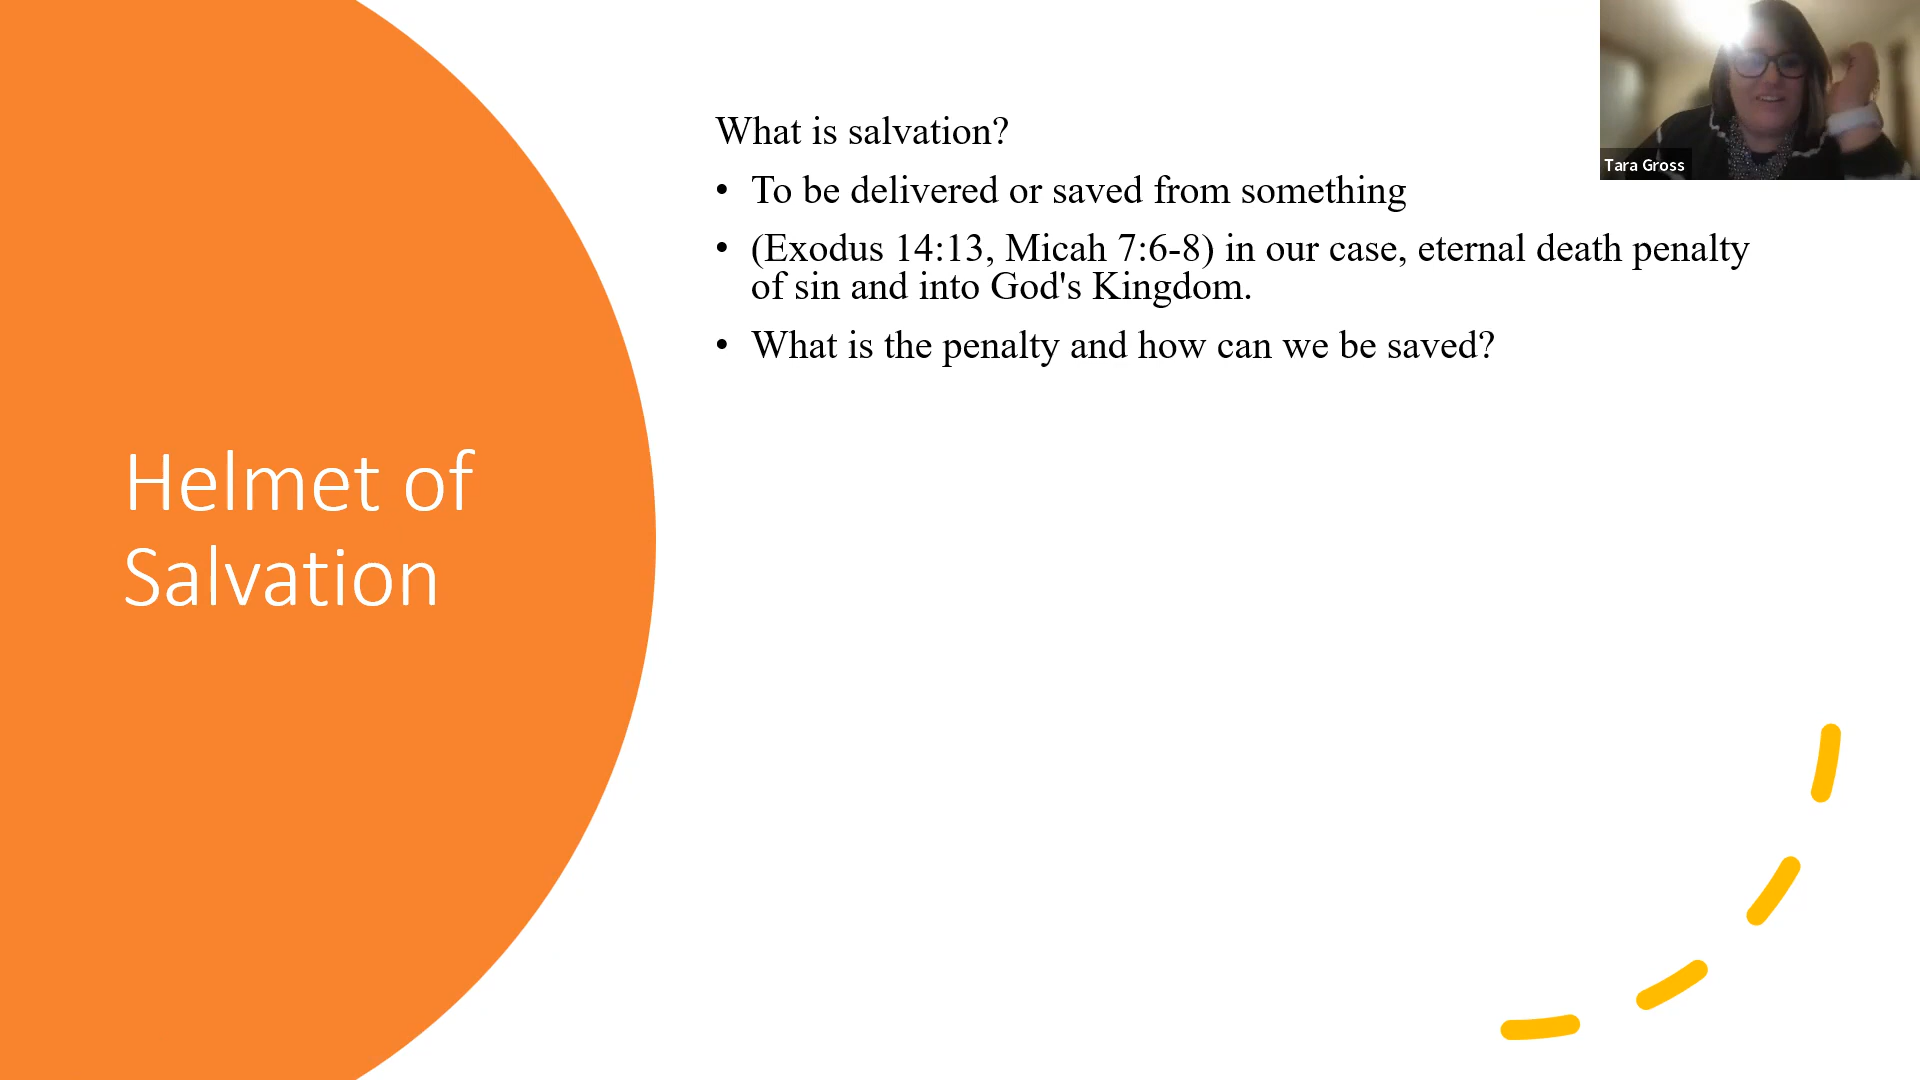 Helmet of
Salvation
What is salvation?
• To be delivered or saved from something
• (Exodus 14:13, Micah 7:6-8) in our case, eternal death penalty
of sin and into God's Kingdom.
• What is the penalty and how can we be saved?
Tara Gross